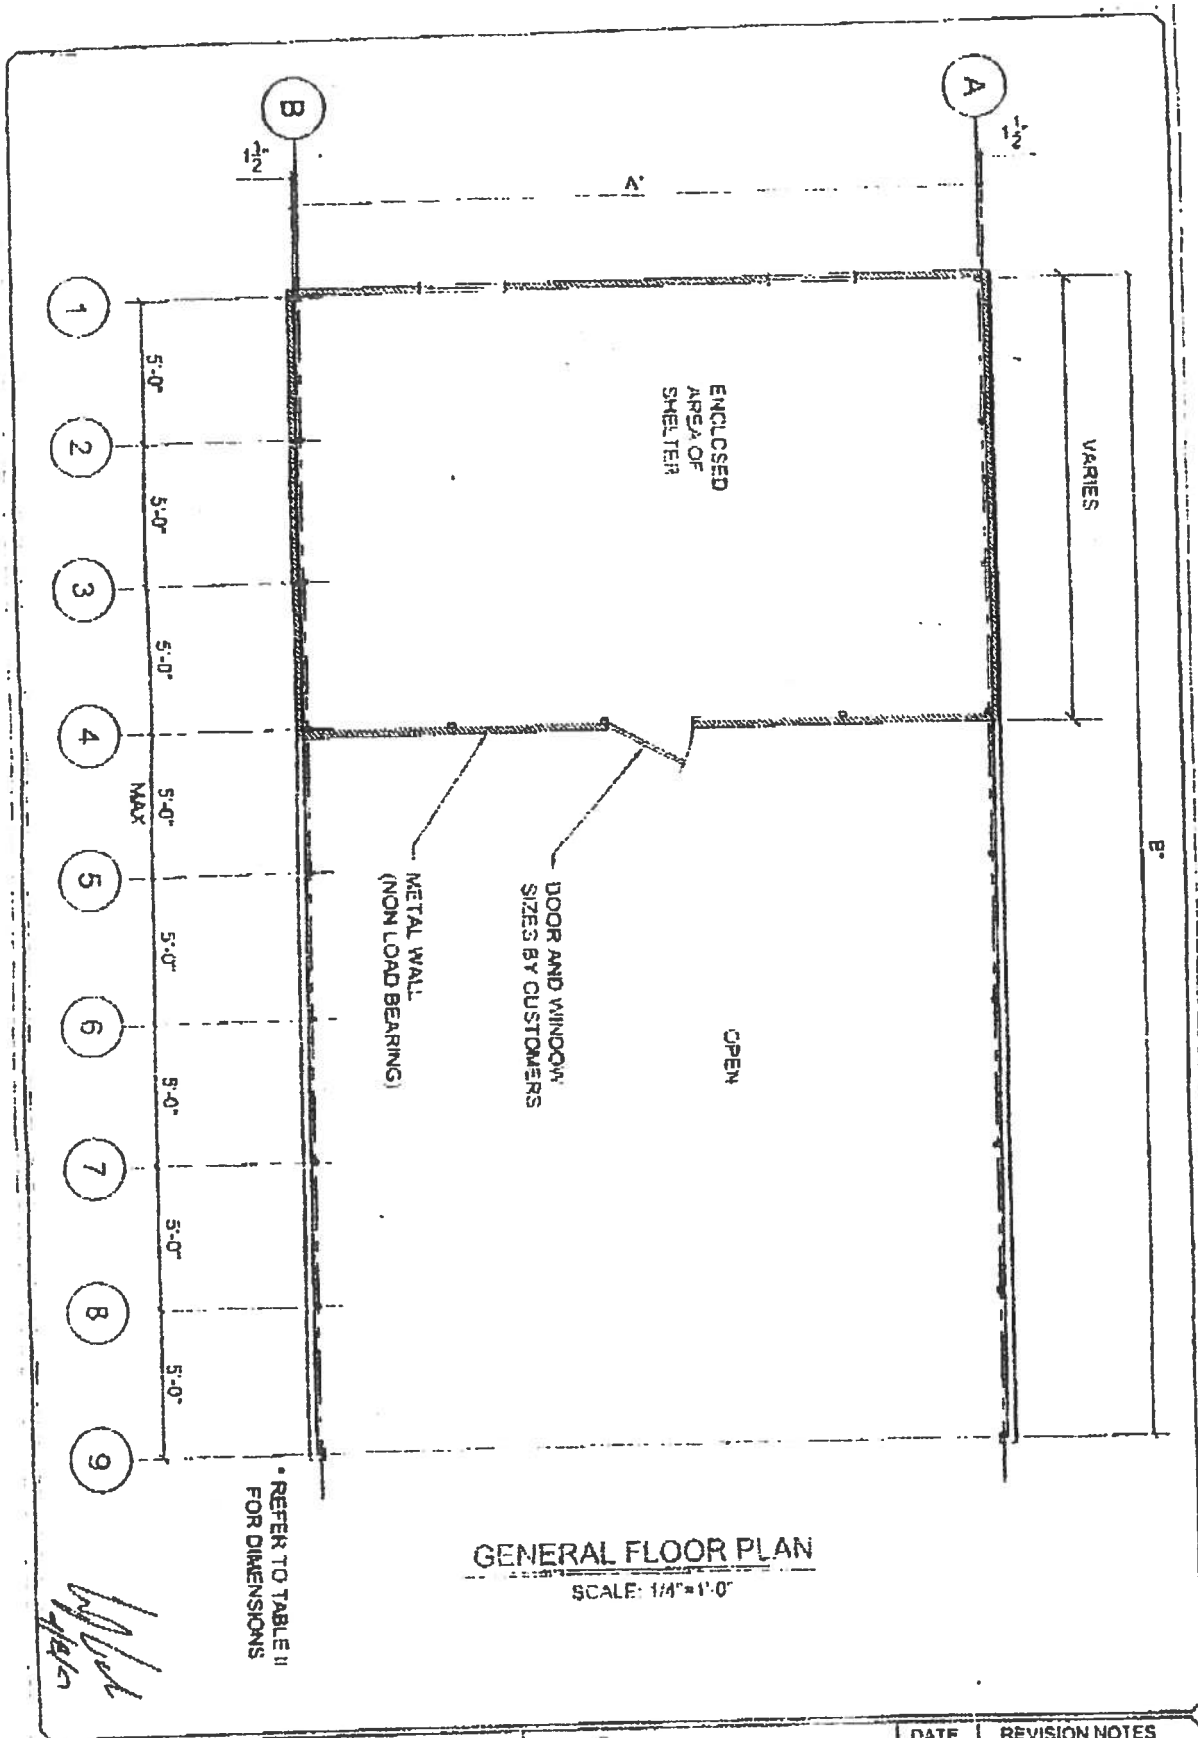 A
B
1½"
1½"
A*
1
2
3
4
5
6
7
8
9
5'-0"
5'-0"
5'-0"
5'-0"
MAX
5'-0"
5'-0"
5'-0"
5'-0"
VARIES
B*
ENCLOSED
AREA OF
SHELTER
OPEN
DOOR AND WINDOW
SIZES BY CUSTOMERS
METAL WALL
(NON LOAD BEARING)
* REFER TO TABLE II
FOR DIMENSIONS
GENERAL FLOOR PLAN
SCALE: 1/4"=1'-0"
DATE
REVISION NOTES